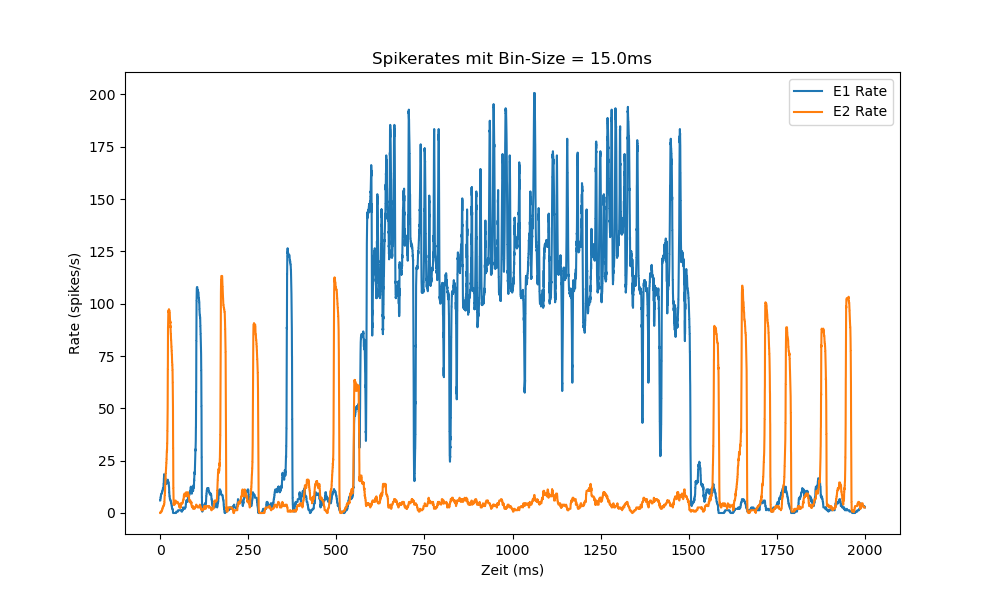 Spikerates mit Bin-Size = 15.0ms
E1 Rate
E2 Rate
200
175
150
125
100
75
50
25
0
Rate (spikes/s)
0 250 500 750 1000 1250 1500 1750 2000
Zeit (ms)